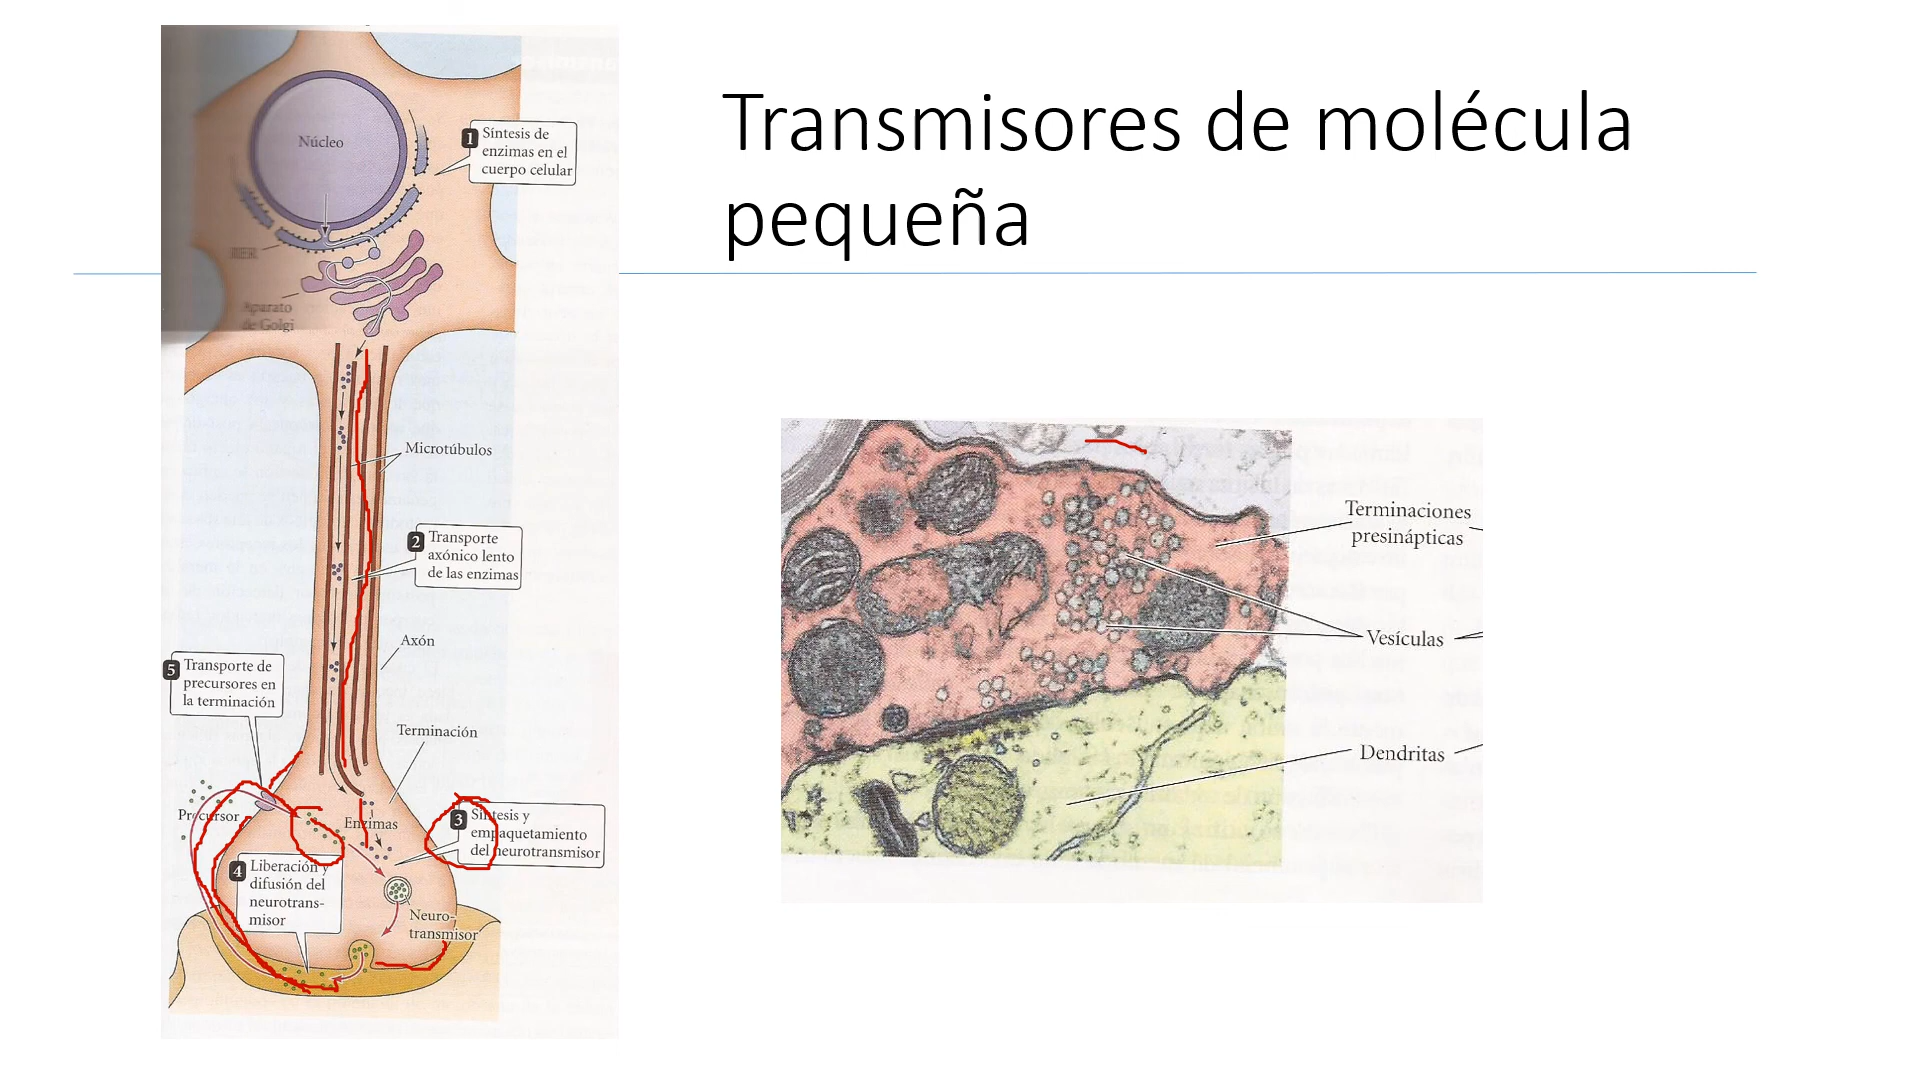 Transmisores de molécula
pequeña
Núcleo
1 Síntesis de
enzimas en el
cuerpo celular
RER
Aparato
de Golgi
Microtúbulos
2 Transporte
axónico lento
de las enzimas
Axón
5 Transporte de
precursores en
la terminación
Terminación
Precursor
Enzimas
3 Síntesis y
empaquetamiento
del neurotransmisor
4 Liberación y
difusión del
neurotrans-
misor
Neuro-
transmisor
Terminaciones
presinápticas
Vesículas
Dendritas